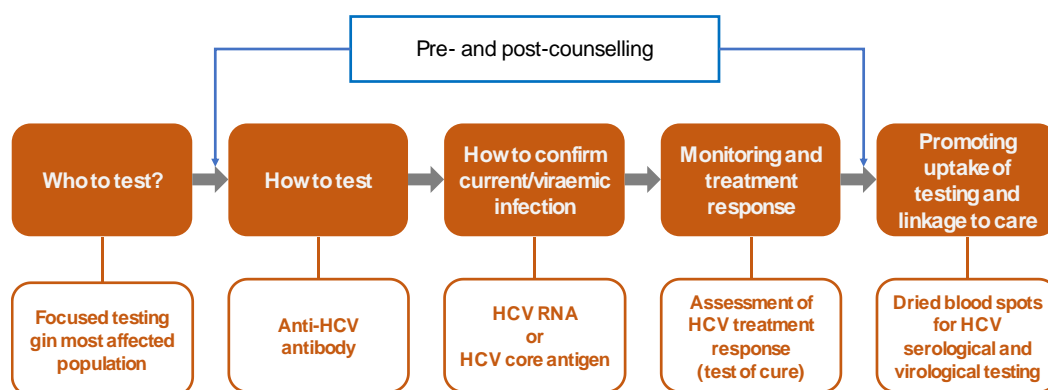 Pre- and post-counselling
Who to test?
How to test
How to confirm
current/viraemic
infection
Monitoring and
treatment
response
Promoting
uptake of
testing and
linkage to care
Focused testing
gin most affected
population
Anti-HCV
antibody
HCV RNA
or
HCV core antigen
Assessment of
HCV treatment
response
(test of cure)
Dried blood spots
for HCV
serological and
virological testing